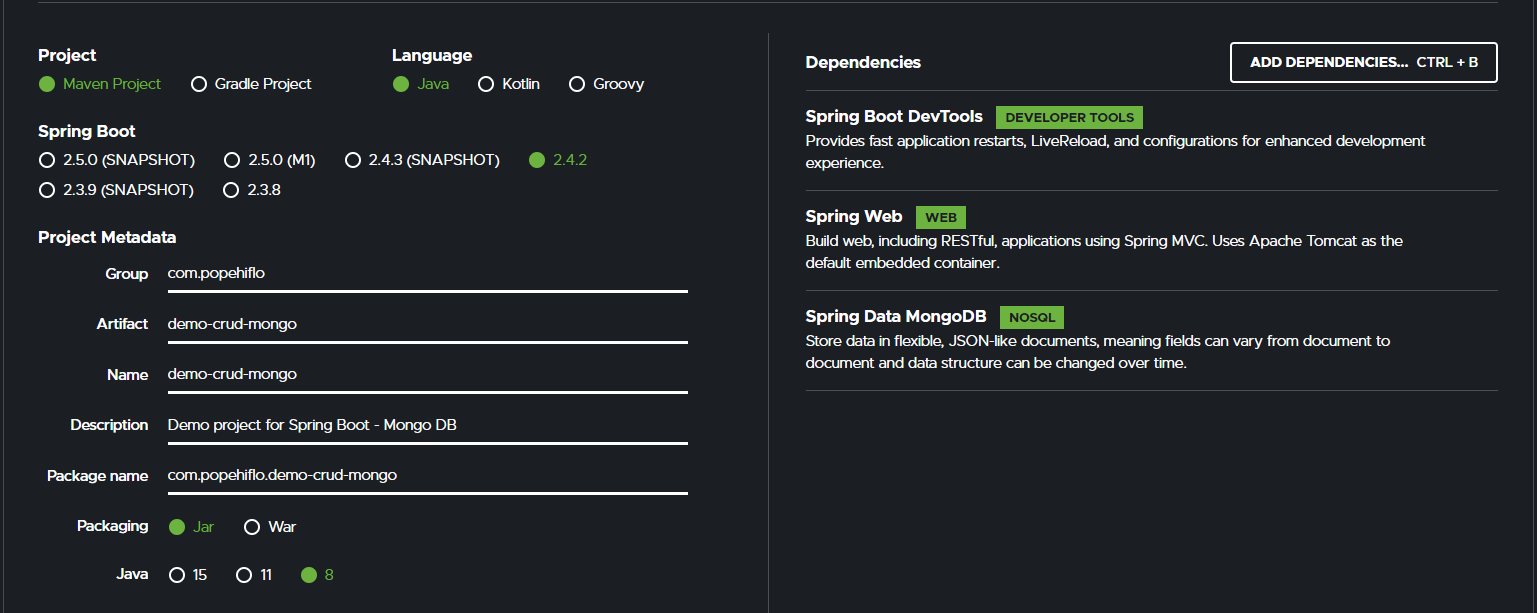 Project
Maven Project Gradle Project
Language
Java Kotlin Groovy
Spring Boot
2.5.0 (SNAPSHOT) 2.5.0 (M1) 2.4.3 (SNAPSHOT) 2.4.2
2.3.9 (SNAPSHOT) 2.3.8
Project Metadata
Group com.popehiflo
Artifact demo-crud-mongo
Name demo-crud-mongo
Description Demo project for Spring Boot - Mongo DB
Package name com.popehiflo.demo-crud-mongo
Packaging Jar War
Java 15 11 8
Dependencies ADD DEPENDENCIES... CTRL + B
Spring Boot DevTools DEVELOPER TOOLS
Provides fast application restarts, LiveReload, and configurations for enhanced development
experience.
Spring Web WEB
Build web, including RESTful, applications using Spring MVC. Uses Apache Tomcat as the
default embedded container.
Spring Data MongoDB NOSQL
Store data in flexible, JSON-like documents, meaning fields can vary from document to
document and data structure can be changed over time.